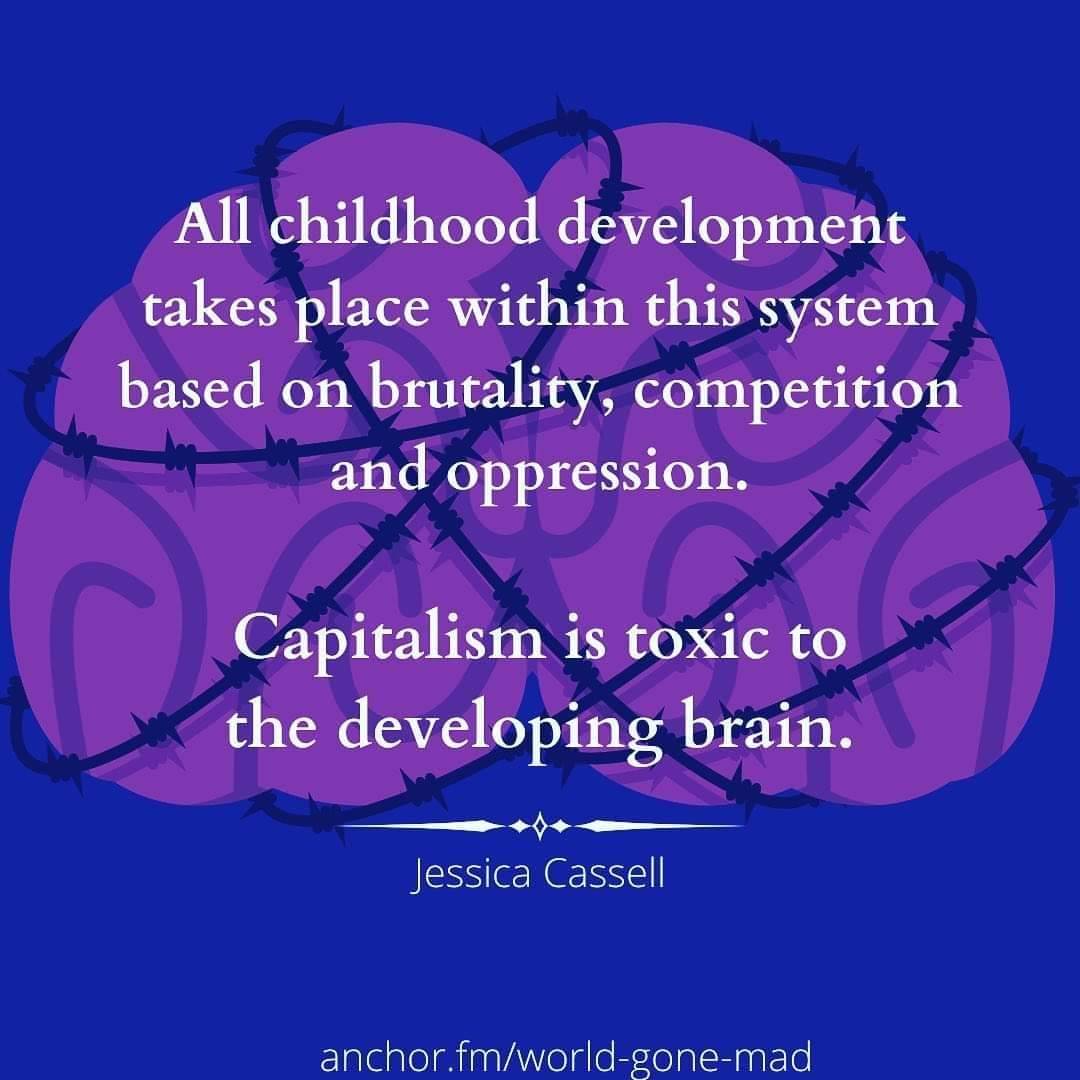 All childhood development
takes place within this system
based on brutality, competition
and oppression.
Capitalism is toxic to
the developing brain.
Jessica Cassell
anchor.fm/world-gone-mad